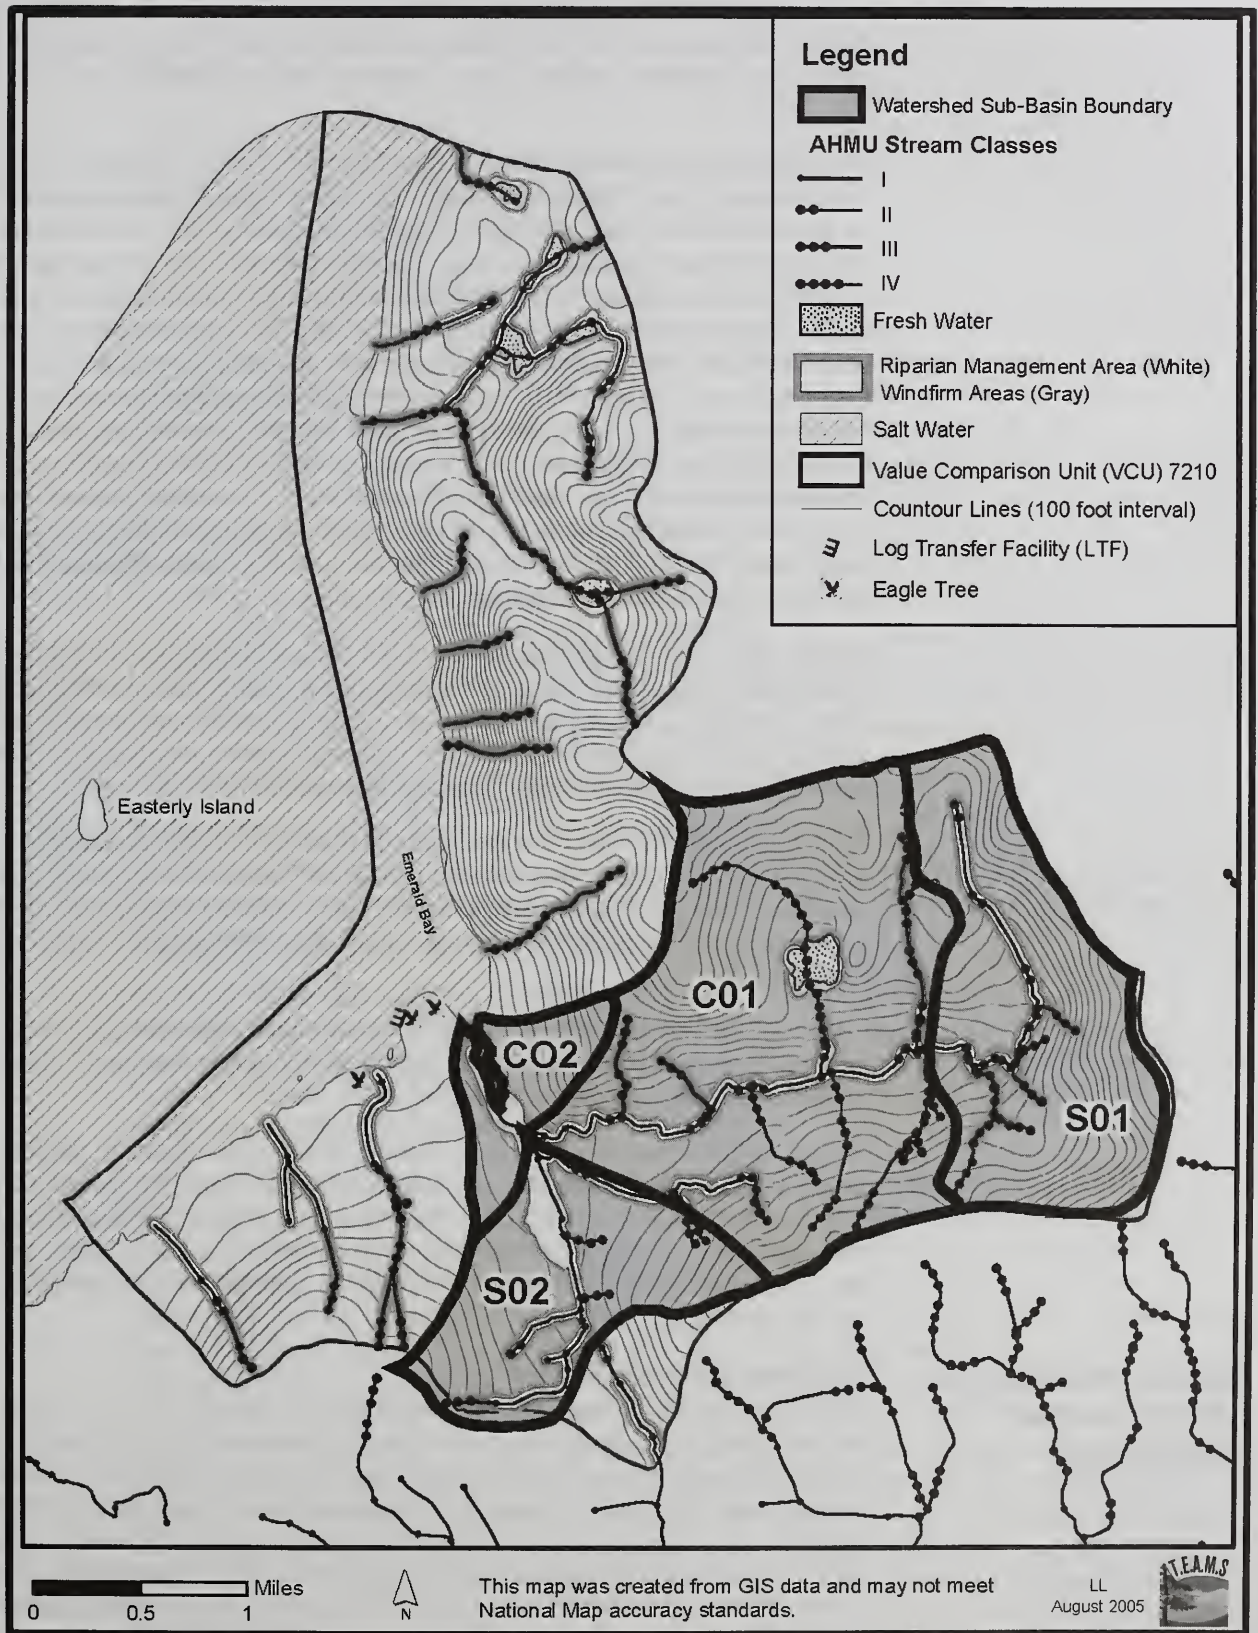 Legend
Watershed Sub-Basin Boundary
AHMU Stream Classes
I
II
III
IV
Fresh Water
Riparian Management Area (White)
Windfirm Areas (Gray)
Salt Water
Value Comparison Unit (VCU) 7210
Countour Lines (100 foot interval)
Log Transfer Facility (LTF)
Eagle Tree
Easterly Island
Emerald Bay
C01
CO2
S01
S02
Miles
0 0.5 1
N
This map was created from GIS data and may not meet
National Map accuracy standards.
LL
August 2005
T.E.A.M.S